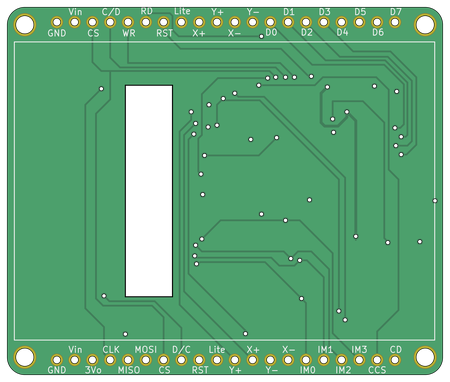 Vin C/D RD Lite Y+ Y- D1 D3 D5 D7
GND CS WR RST X+ X- D0 D2 D4 D6
Vin CLK MOSI D/C Lite X+ X- IM1 IM3 CD
GND 3Vo MISO CS RST Y+ Y- IM0 IM2 CCS